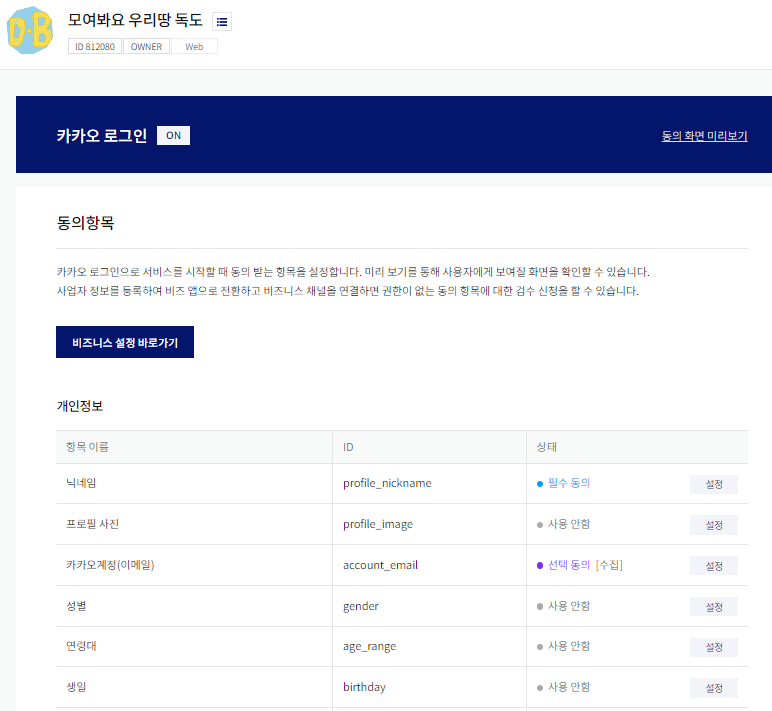 D·B
모여봐요 우리땅 독도
ID 812080 OWNER Web
카카오 로그인 ON 동의 화면 미리보기
동의항목
카카오 로그인으로 서비스를 시작할 때 동의 받는 항목을 설정합니다. 미리 보기를 통해 사용자에게 보여질 화면을 확인할 수 있습니다.
사업자 정보를 등록하여 비즈 앱으로 전환하고 비즈니스 채널을 연결하면 권한이 없는 동의 항목에 대한 검수 신청을 할 수 있습니다.
비즈니스 설정 바로가기
개인정보
항목 이름 ID 상태
닉네임 profile_nickname 필수 동의 설정
프로필 사진 profile_image 사용 안함 설정
카카오계정(이메일) account_email 선택 동의 [수집] 설정
성별 gender 사용 안함 설정
연령대 age_range 사용 안함 설정
생일 birthday 사용 안함 설정